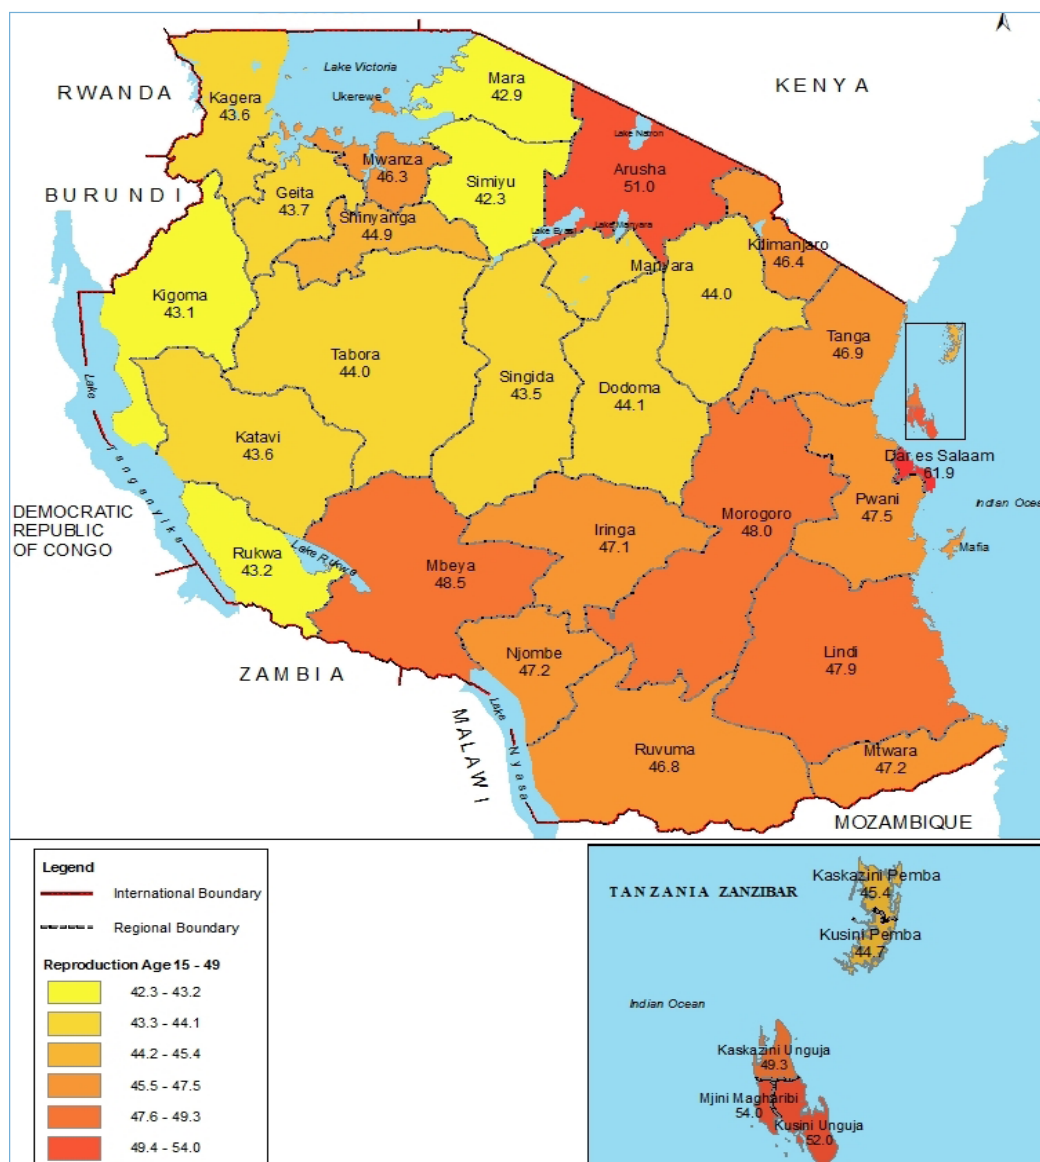 Lake Victoria
Ukerewe
RWANDA
Kagera
43.6
Mara
42.9
KENYA
Lake Natron
Mwanza
46.3
Arusha
51.0
BURUNDI
Geita
43.7
Simiyu
42.3
Shinyanga
44.9
Lake Eyasi
Lake Manyara
Kilimanjaro
46.4
Manyara
44.0
Kigoma
43.1
Tabora
44.0
Singida
43.5
Dodoma
44.1
Tanga
46.9
Lake Tanganyika
Katavi
43.6
Dar es Salaam
61.9
Pwani
47.5
Indian Ocea
DEMOCRATIC
REPUBLIC
OF CONGO
Rukwa
43.2
Lake Rukwa
Mbeya
48.5
Iringa
47.1
Morogoro
48.0
Mafia
ZAMBIA
Njombe
47.2
Lindi
47.9
MALAWI
Lake Nyasa
Ruvuma
46.8
Mtwara
47.2
MOZAMBIQUE
Legend
International Boundary
Regional Boundary
Reproduction Age 15 - 49
42.3 - 43.2
43.3 - 44.1
44.2 - 45.4
45.5 - 47.5
47.6 - 49.3
49.4 - 54.0
TANZANIA ZANZIBAR
Kaskazini Pemba
45.4
Kusini Pemba
44.7
Indian Ocean
Kaskazini Unguja
49.3
Mjini Magharibi
54.0
Kusini Unguja
52.0